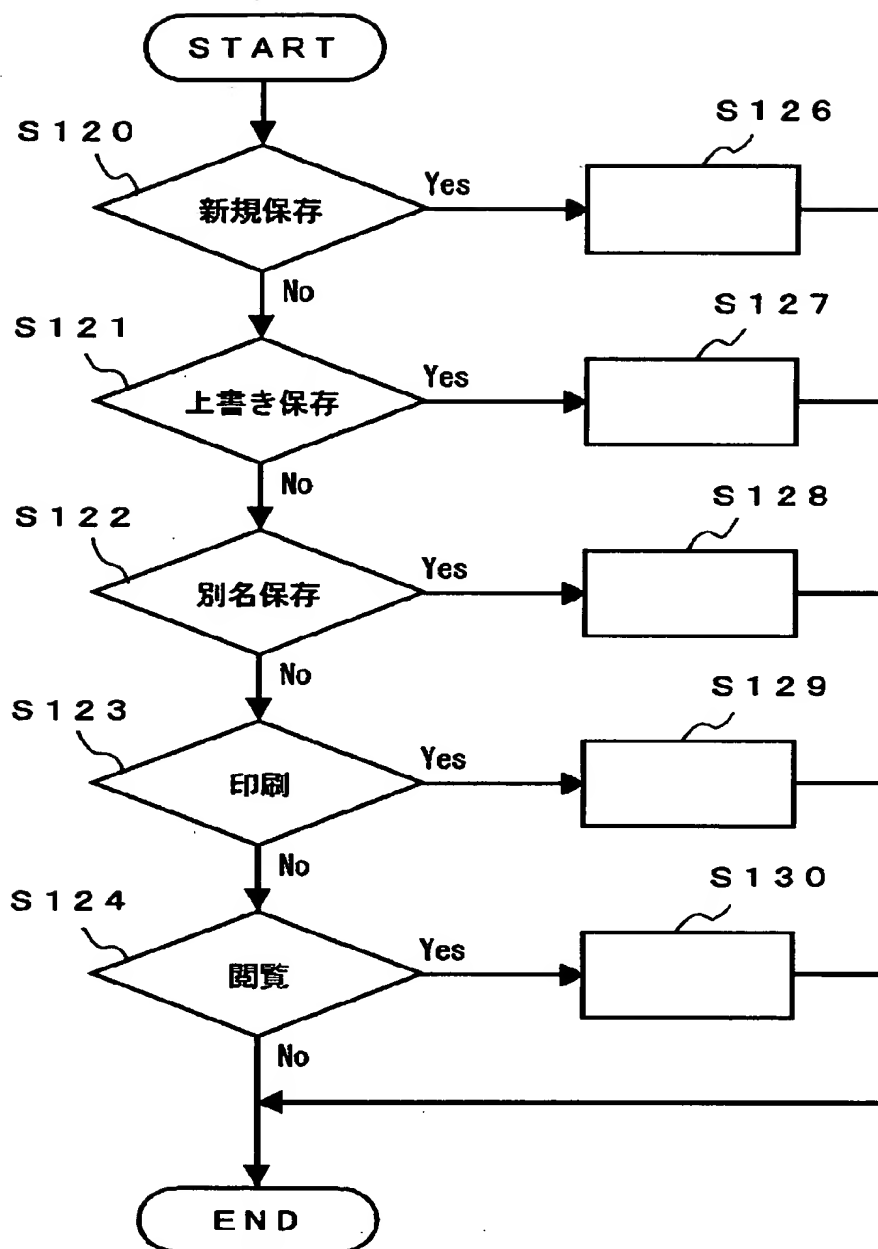 ＳＴＡＲＴ
Ｓ１２０
新規保存
Yes
Ｓ１２６
No
Ｓ１２１
上書き保存
Yes
Ｓ１２７
No
Ｓ１２２
別名保存
Yes
Ｓ１２８
No
Ｓ１２３
印刷
Yes
Ｓ１２９
No
Ｓ１２４
閲覧
Yes
Ｓ１３０
No
ＥＮＤ